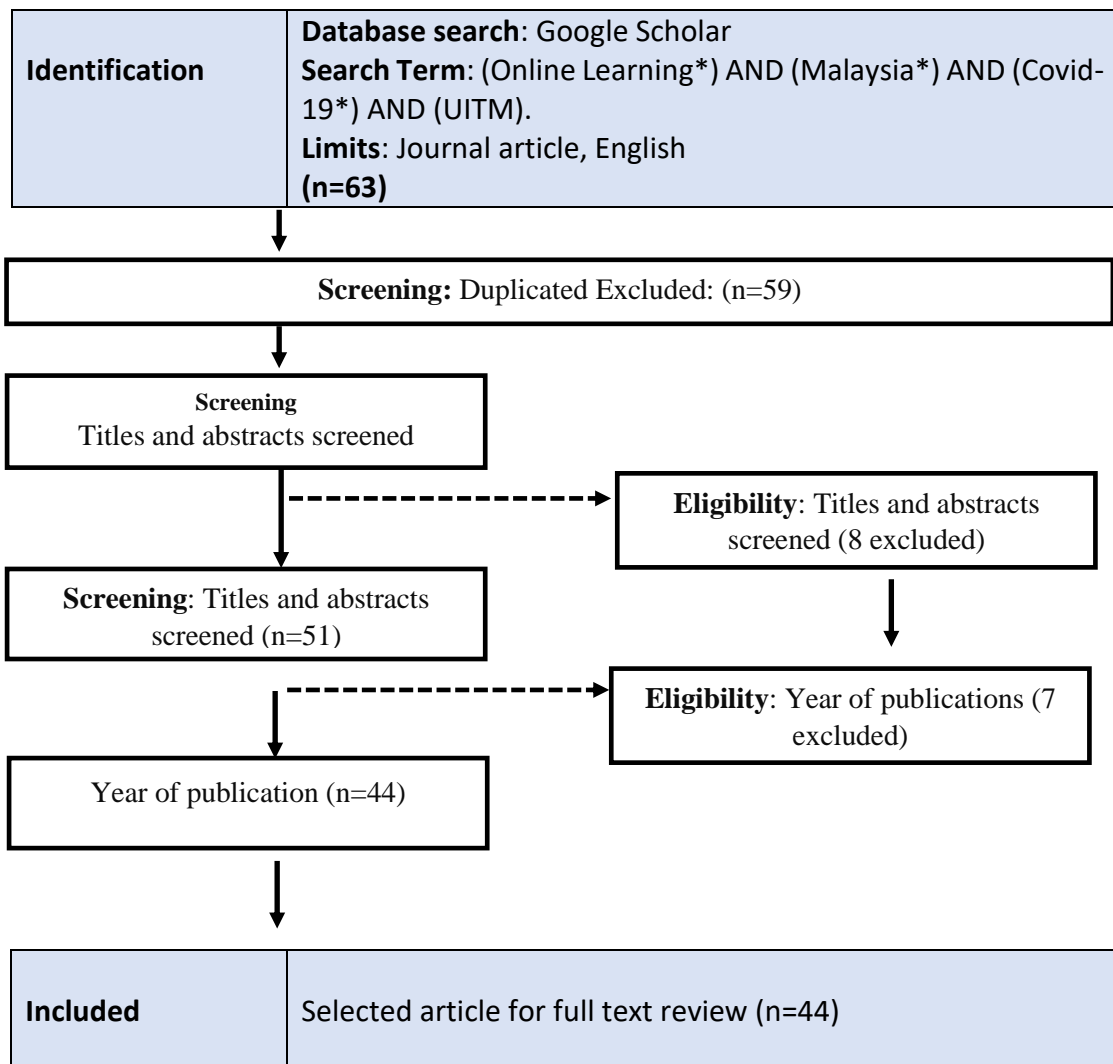 Identification
Database search: Google Scholar
Search Term: (Online Learning*) AND (Malaysia*) AND (Covid-
19*) AND (UITM).
Limits: Journal article, English
(n=63)
Screening: Duplicated Excluded: (n=59)
Screening
Titles and abstracts screened
Eligibility: Titles and abstracts
screened (8 excluded)
Screening: Titles and abstracts
screened (n=51)
Eligibility: Year of publications (7
excluded)
Year of publication (n=44)
Included
Selected article for full text review (n=44)